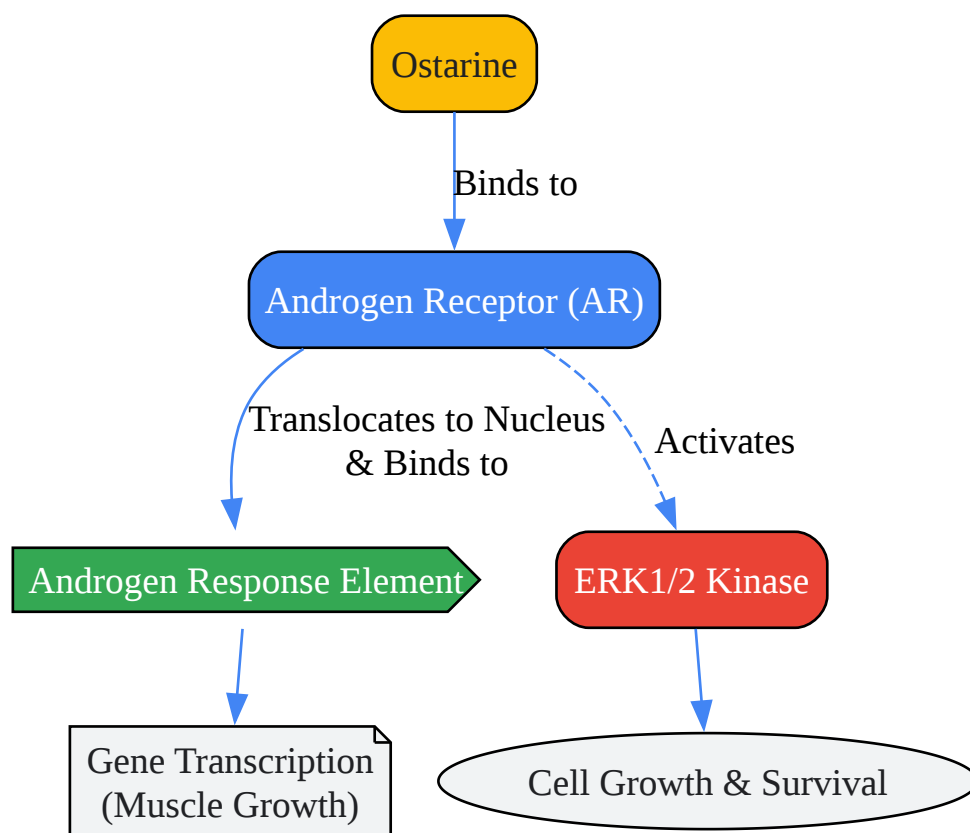 Ostarine
Binds to
Androgen Receptor (AR)
Translocates to Nucleus
& Binds to
Activates
Androgen Response Element
ERK1/2 Kinase
Gene Transcription
(Muscle Growth)
Cell Growth & Survival